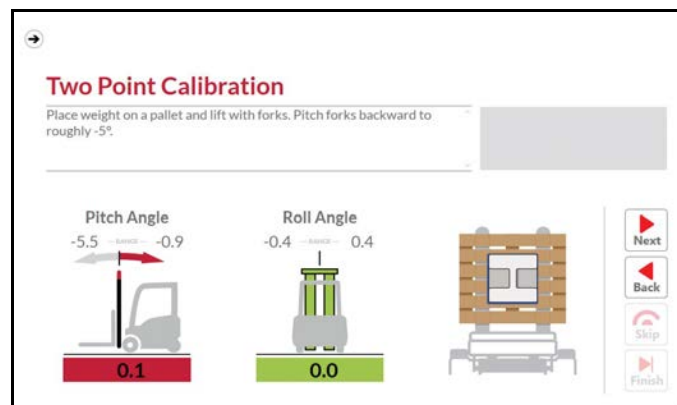 Two Point Calibration
Place weight on a pallet and lift with forks. Pitch forks backward to
roughly -5º.
Pitch Angle
-5.5 — RANGE — -0.9
0.1
Roll Angle
-0.4 — RANGE — 0.4
0.0
Next
Back
Skip
Finish